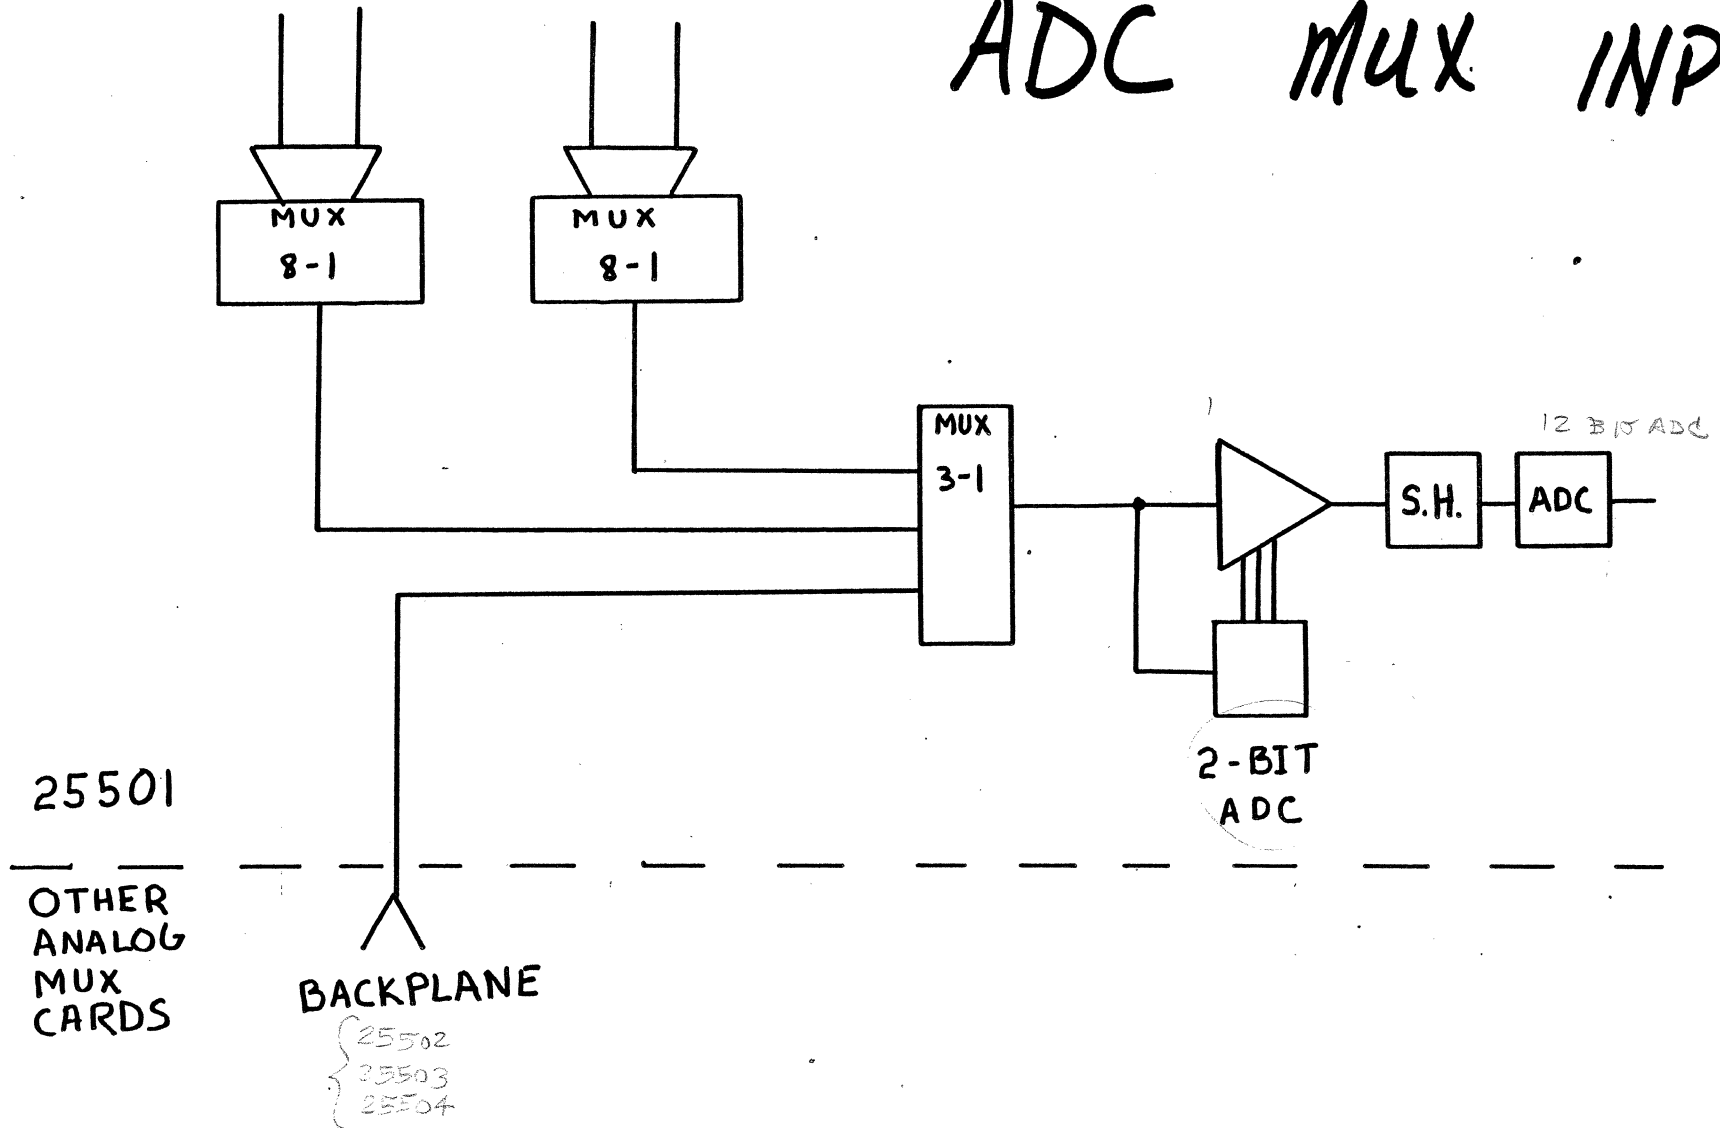 ADC MUX INP
MUX
8-1
MUX
8-1
MUX
3-1
S.H.
12 BIT ADC
ADC
2-BIT
ADC
25501
OTHER
ANALOG
MUX
CARDS
BACKPLANE
25502
25503
25504